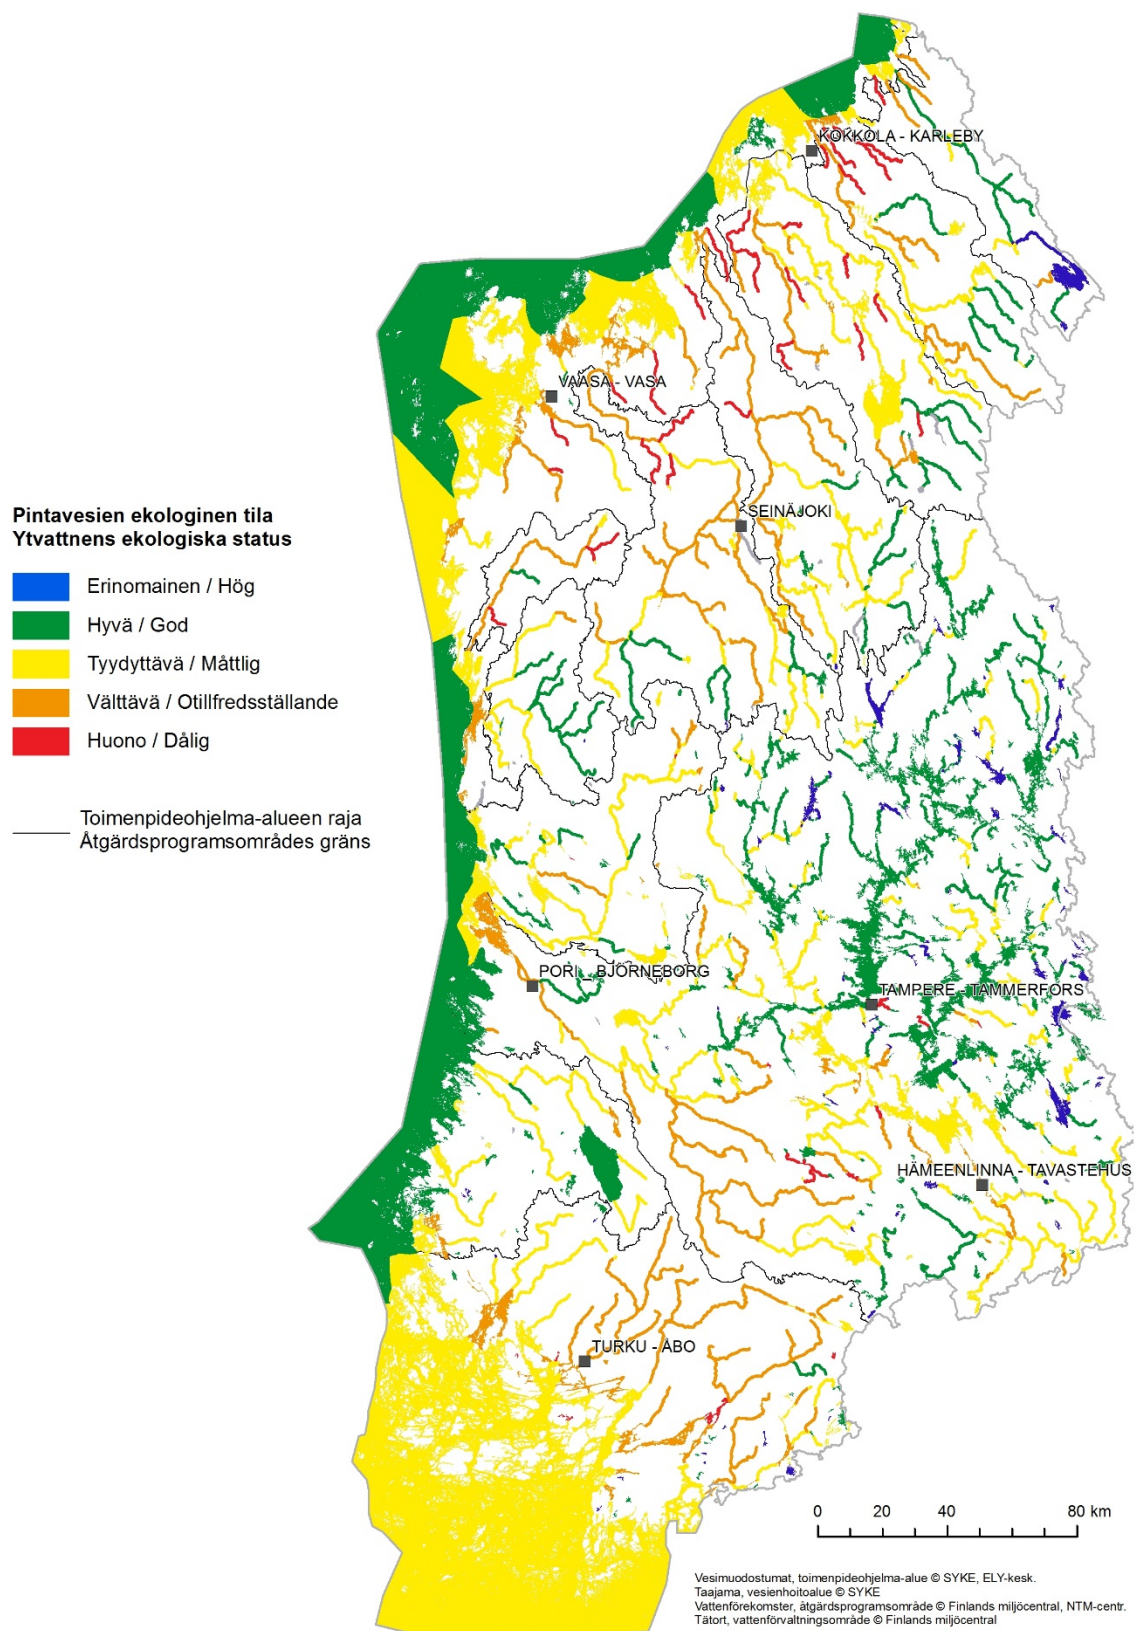 KOKKOLA - KARLEBY
VAASA - VASA
SEINÄJOKI
Pintavesien ekologinen tila
Ytvattnens ekologiska status
Erinomainen / Hög
Hyvä / God
Tyydyttävä / Måttlig
Välttävä / Otillfredsställande
Huono / Dålig
Toimenpideohjelma-alueen raja
Åtgärdsprogramsområdes gräns
PORI _ BJÖRNEBORG
TAMPERE - TAMMERFORS
HÄMEENLINNA - TAVASTEHUS
TURKU - ÅBO
0 20 40 80 km
Vesimuodostumat, toimenpideohjelma-alue © SYKE, ELY-kesk.
Taajama, vesienhoitoalue © SYKE
Vattenförekomster, åtgärdsprogramsområde © Finlands miljöcentral, NTM-centr.
Tätort, vattenförvaltningsområde © Finlands miljöcentral